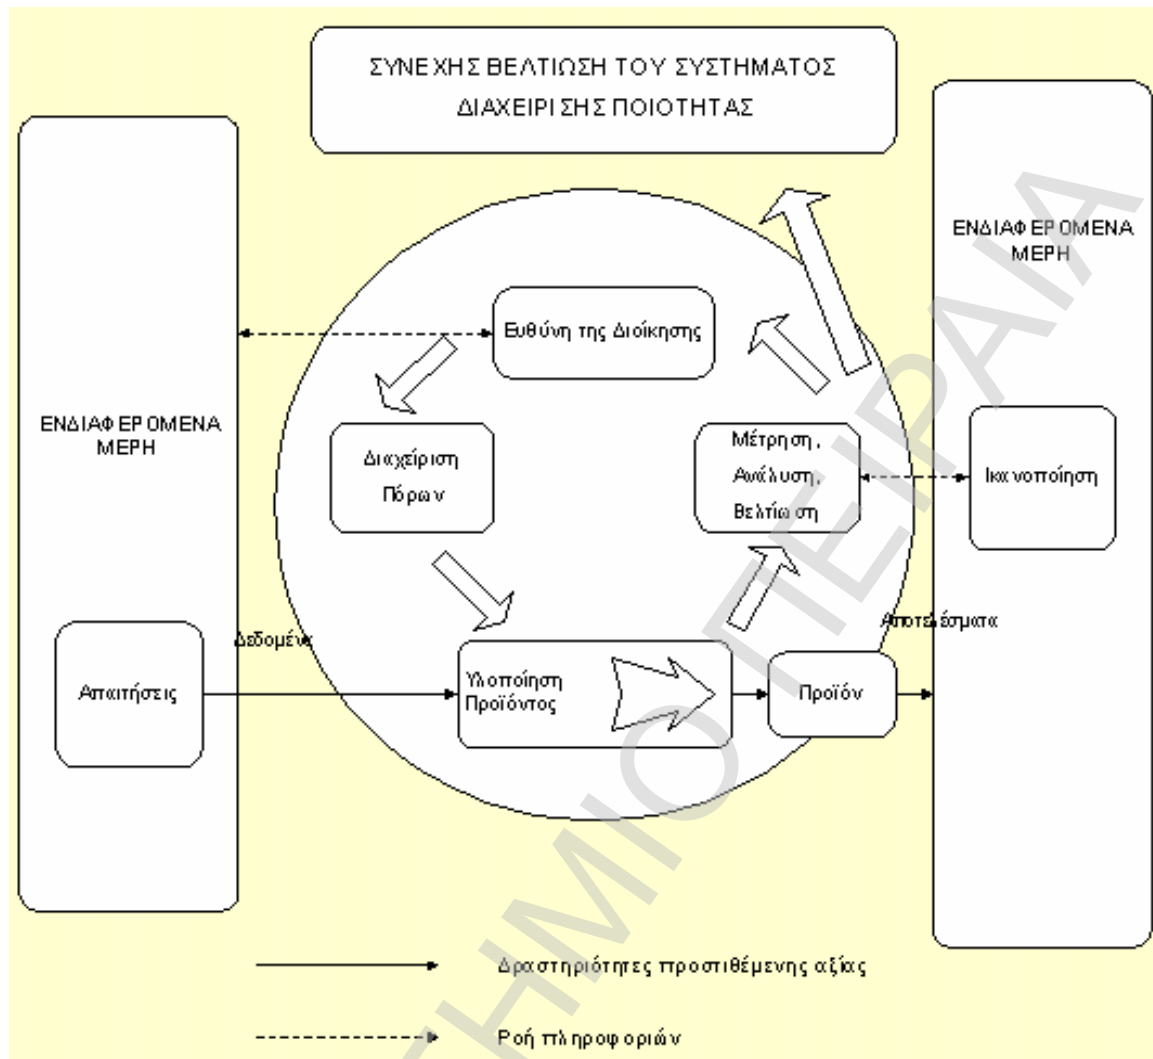 ΣΥΝΕΧΗΣ ΒΕΛΤΙΩΣΗ ΤΟΥ ΣΥΣΤΗΜΑΤΟΣ
ΔΙΑΧΕΙΡΙΣΗΣ ΠΟΙΟΤΗΤΑΣ
ΕΝΔΙΑΦΕΡΟΜΕΝΑ
ΜΕΡΗ
Ευθύνη της Διοίκησης
ΕΝΔΙΑΦΕΡΟΜΕΝΑ
ΜΕΡΗ
Διαχείριση
Πόρων
Μέτρηση,
Ανάλυση,
Βελτίωση
Ικανοποίηση
Δεδομένα
Αποτελέσματα
Απαιτήσεις
Υλοποίηση
Προϊόντος
Προϊόν
Δραστηριότητες προστιθέμενης αξίας
Ροή πληροφοριών
ΠΕΙΡΑΙΑ